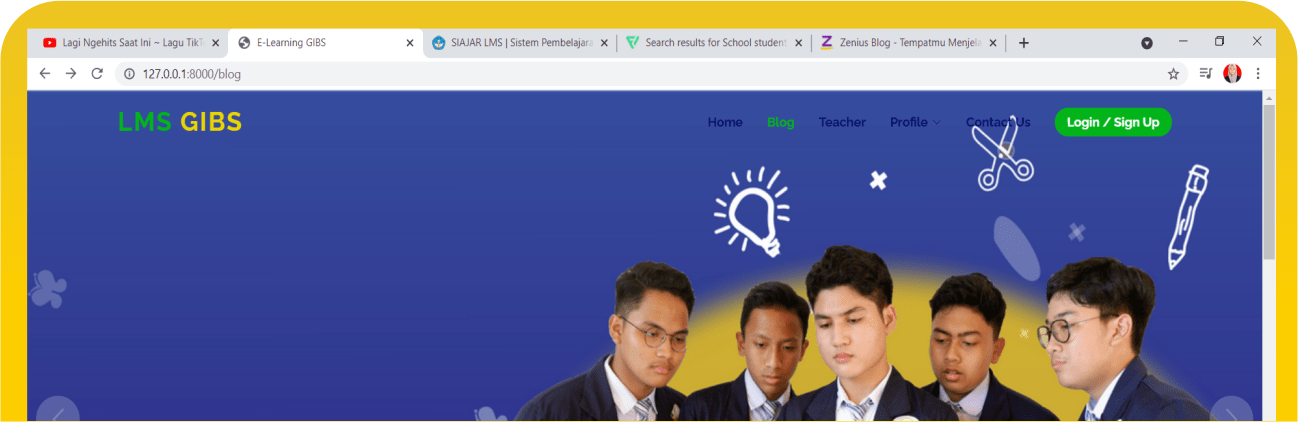 Lagi Ngehits Saat Ini ~ Lagu TikT
E-Learning GIBS
SIAJAR LMS | Sistem Pembelajara
Search results for School student
Zenius Blog - Tempatmu Menjela
127.0.0.1:8000/blog
LMS GIBS
Home
Blog
Teacher
Profile
Contact Us
Login / Sign Up